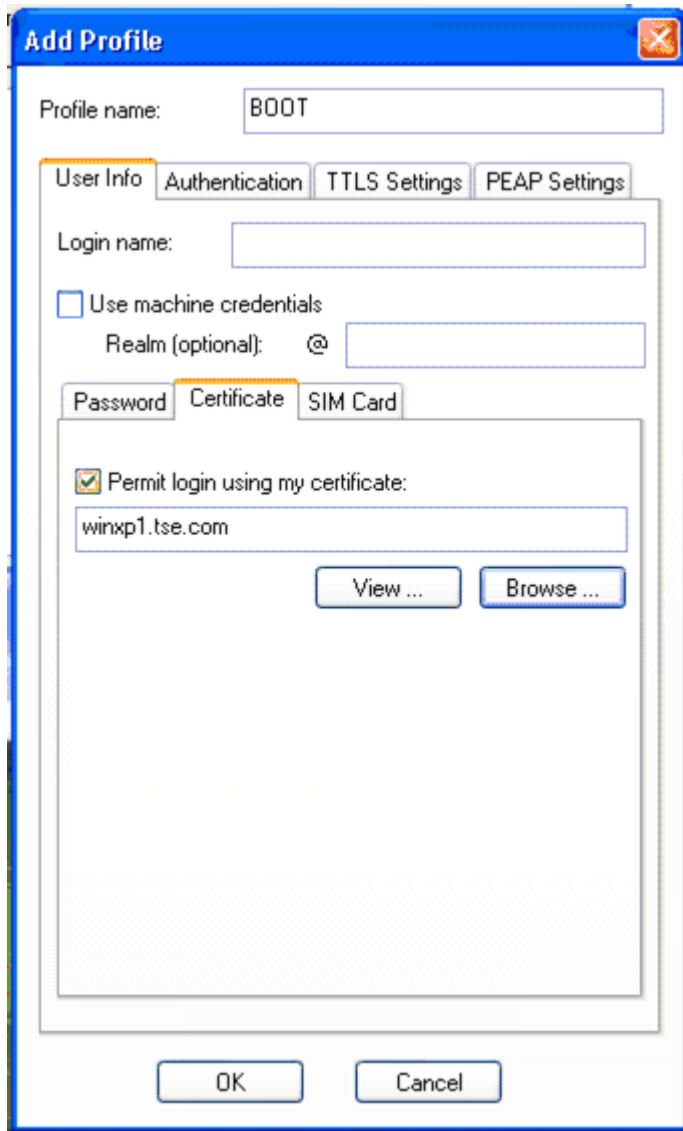 Add Profile
Profile name: BOOT
User Info Authentication TTLS Settings PEAP Settings
Login name:
Use machine credentials
Realm (optional): @
Password Certificate SIM Card
Permit login using my certificate:
winxp1.tse.com
View ... Browse ...
OK Cancel